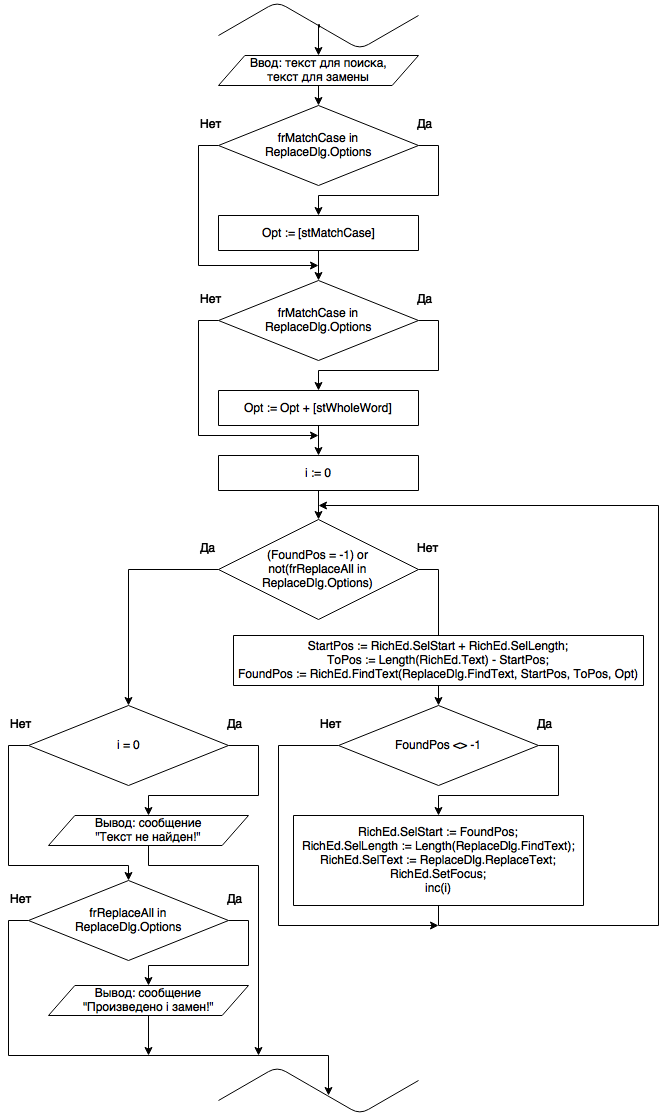 Ввод: текст для поиска,
текст для замены
Нет
Да
frMatchCase in
ReplaceDlg.Options
Opt := [stMatchCase]
Нет
Да
frMatchCase in
ReplaceDlg.Options
Opt := Opt + [stWholeWord]
i := 0
Да
Нет
(FoundPos = -1) or
not(frReplaceAll in
ReplaceDlg.Options)
StartPos := RichEd.SelStart + RichEd.SelLength;
ToPos := Length(RichEd.Text) - StartPos;
FoundPos := RichEd.FindText(ReplaceDlg.FindText, StartPos, ToPos, Opt)
Нет
Да
i = 0
Нет
Да
FoundPos <> -1
Вывод: сообщение
"Текст не найден!"
RichEd.SelStart := FoundPos;
RichEd.SelLength := Length(ReplaceDlg.FindText);
RichEd.SelText := ReplaceDlg.ReplaceText;
RichEd.SetFocus;
inc(i)
Нет
Да
frReplaceAll in
ReplaceDlg.Options
Вывод: сообщение
"Произведено i замен!"